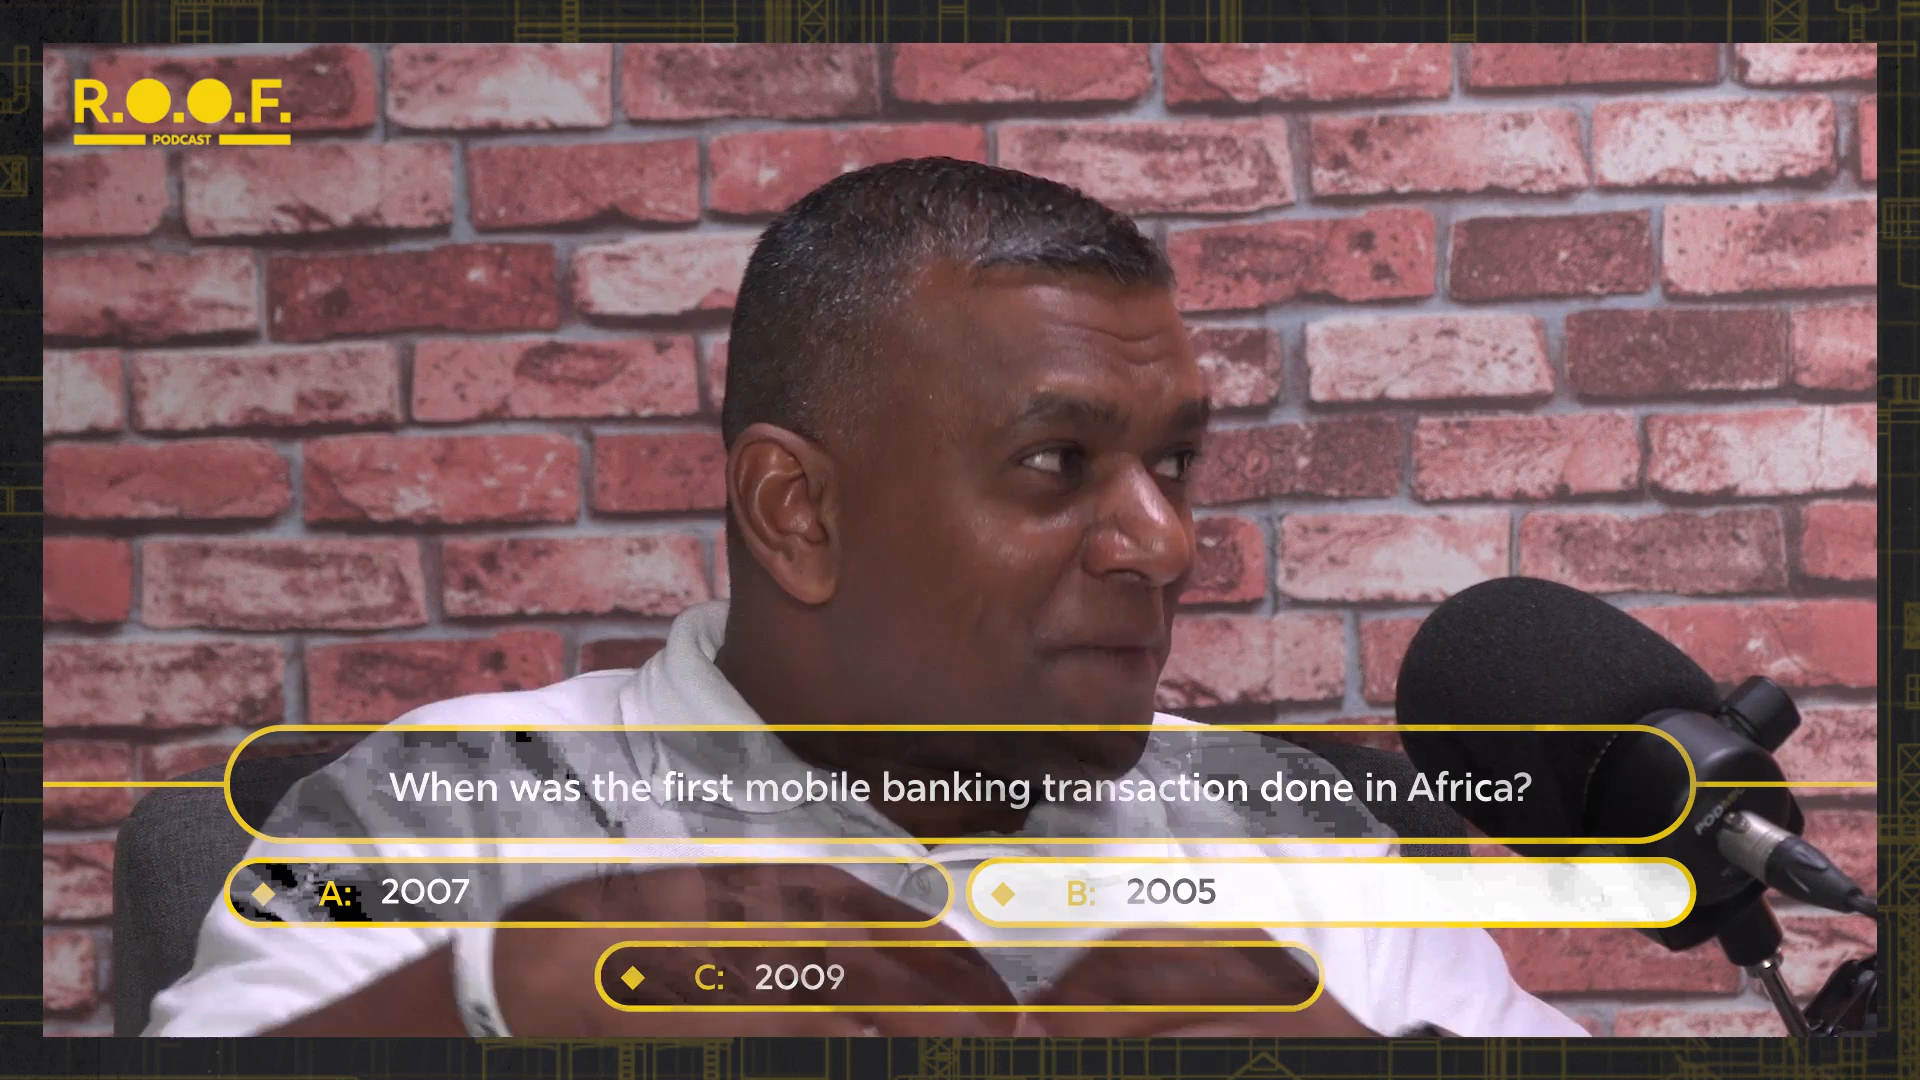 R.O.O.F.
PODCAST
When was the first mobile banking transaction done in Africa?
A: 2007
B: 2005
C: 2009